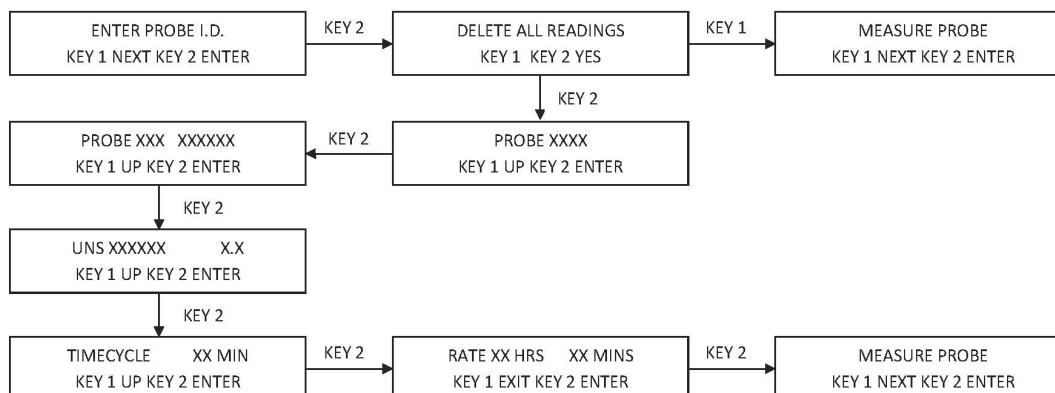 ENTER PROBE I.D.
KEY 1 NEXT KEY 2 ENTER
KEY 2
DELETE ALL READINGS
KEY 1 KEY 2 YES
KEY 1
MEASURE PROBE
KEY 1 NEXT KEY 2 ENTER
KEY 2
PROBE XXXX
KEY 1 UP KEY 2 ENTER
KEY 2
PROBE XXX XXXXXX
KEY 1 UP KEY 2 ENTER
KEY 2
UNS XXXXXX X.X
KEY 1 UP KEY 2 ENTER
KEY 2
TIMECYCLE XX MIN
KEY 1 UP KEY 2 ENTER
KEY 2
RATE XX HRS XX MINS
KEY 1 EXIT KEY 2 ENTER
KEY 2
MEASURE PROBE
KEY 1 NEXT KEY 2 ENTER